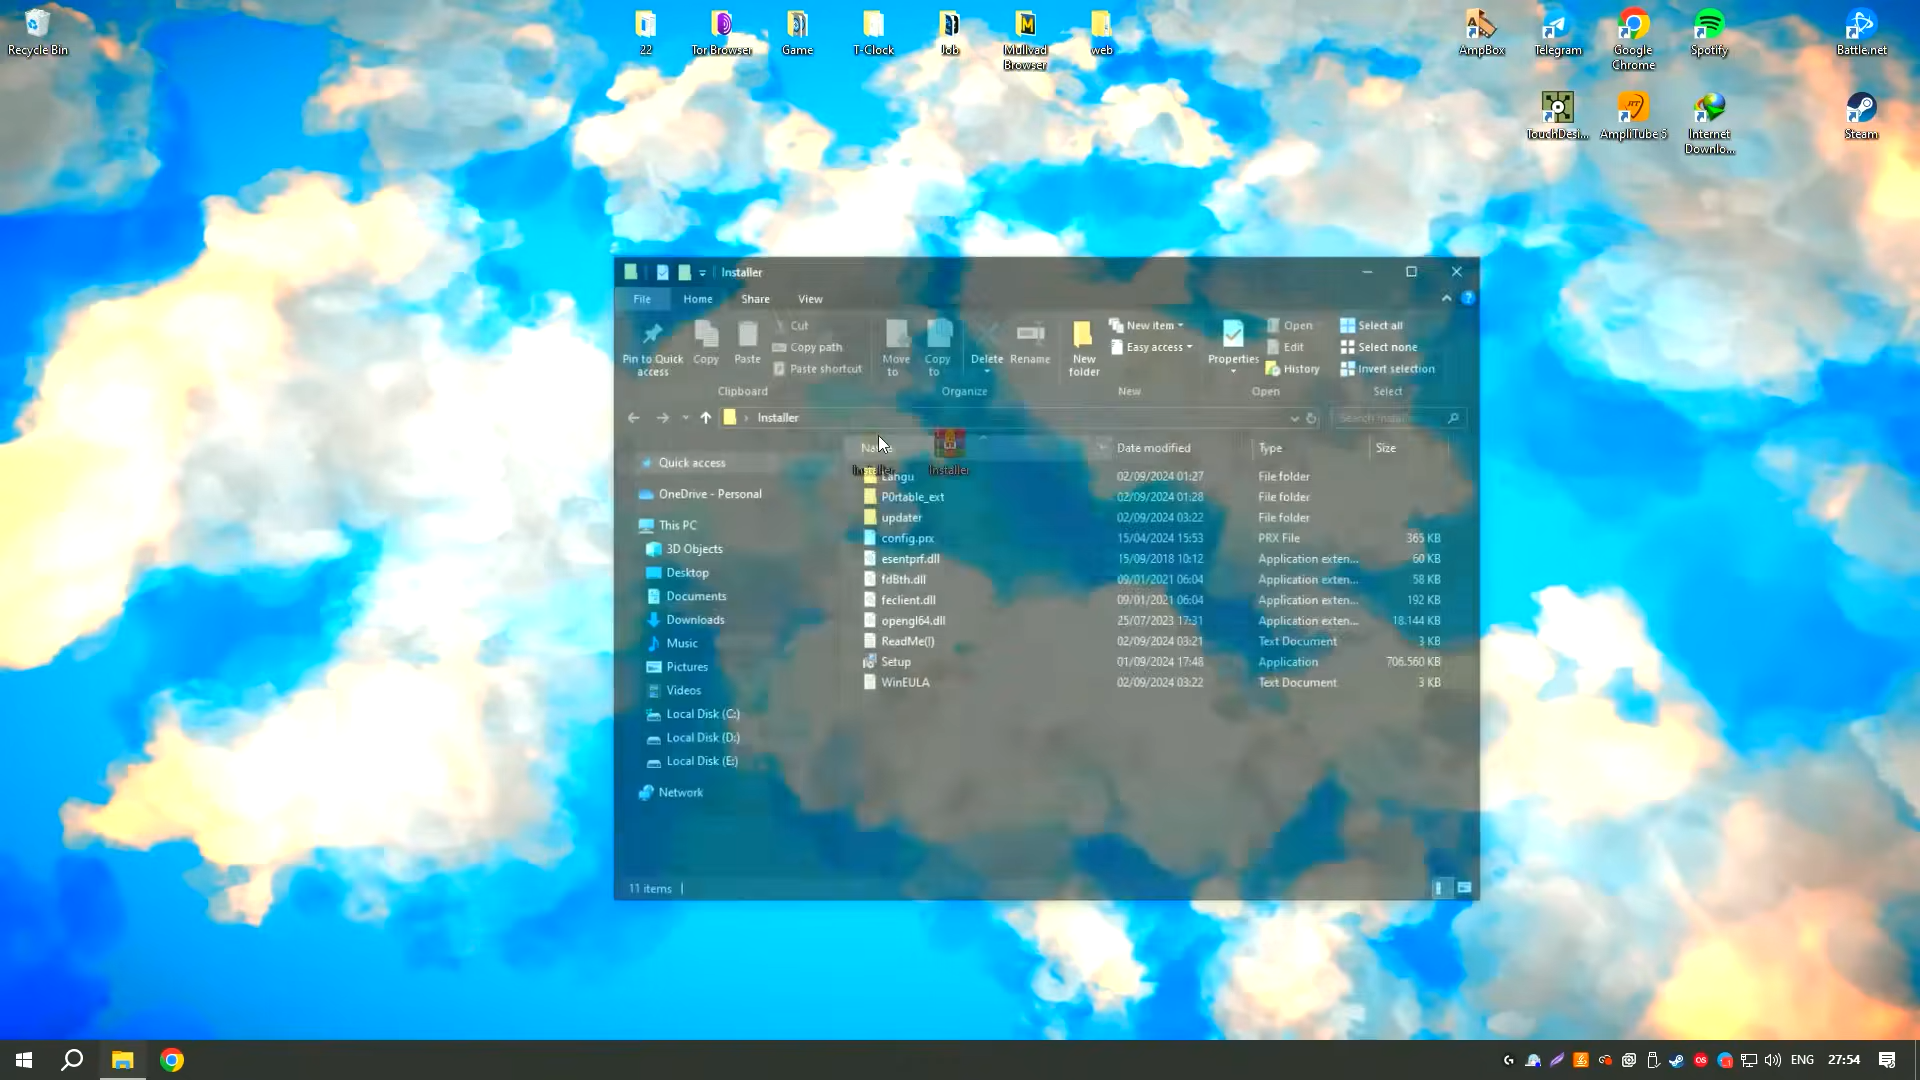 Recycle Bin
22
Tor Browser
Game
T-Clock
Job
Mullvad
Browser
web
AmpBox
Telegram
Google
Chrome
Spotify
Battle.net
TouchDesi...
AmpliTube 5
Internet
Downlo...
Steam
Installer
File
Home
Share
View
Pin to Quick
access
Copy
Paste
Cut
Copy path
Paste shortcut
Clipboard
Move
to
Copy
to
Delete
Rename
Organize
New
folder
New item
Easy access
New
Properties
Open
Edit
History
Open
Select all
Select none
Invert selection
Select
Installer
Name
Date modified
Type
Size
Installer
Installer
Langu 02/09/2024 01:27 File folder
P0rtable_ext 02/09/2024 01:28 File folder
updater 02/09/2024 03:22 File folder
config.prx 15/04/2024 15:53 PRX File 365 KB
esentprf.dll 15/09/2018 10:12 Application exten... 60 KB
fdBth.dll 09/01/2021 06:04 Application exten... 58 KB
feclient.dll 09/01/2021 06:04 Application exten... 192 KB
opengl64.dll 25/07/2023 17:31 Application exten... 18.144 KB
ReadMe(!) 02/09/2024 03:21 Text Document 3 KB
Setup 01/09/2024 17:48 Application 706.560 KB
WinEULA 02/09/2024 03:22 Text Document 3 KB
Quick access
OneDrive - Personal
This PC
3D Objects
Desktop
Documents
Downloads
Music
Pictures
Videos
Local Disk (C:)
Local Disk (D:)
Local Disk (E:)
Network
11 items
ENG
27:54